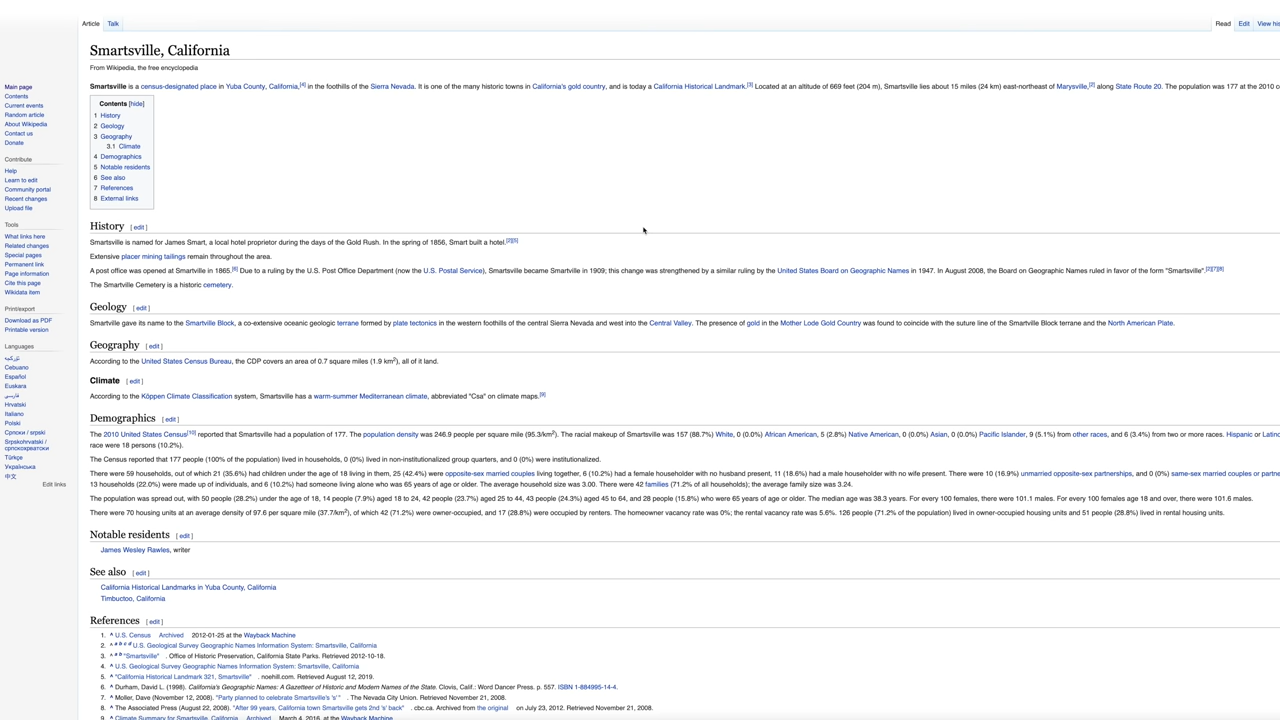 Article Talk Read Edit View his
Smartsville, California
From Wikipedia, the free encyclopedia
Smartsville is a census-designated place in Yuba County, California,[4] in the foothills of the Sierra Nevada. It is one of the many historic towns in California's gold country, and is today a California Historical Landmark.[3] Located at an altitude of 669 feet (204 m), Smartsville lies about 15 miles (24 km) east-northeast of Marysville,[2] along State Route 20. The population was 177 at the 2010 c
Main page
Contents
Current events
Random article
About Wikipedia
Contact us
Donate
Contribute
Help
Learn to edit
Community portal
Recent changes
Upload file
Tools
What links here
Related changes
Special pages
Permanent link
Page information
Cite this page
Wikidata item
Print/export
Download as PDF
Printable version
Languages
تۆرکجه
Cebuano
Español
Euskara
فارسی
Hrvatski
Italiano
Polski
Српски / srpski
Srpskohrvatski /
српскохрватски
Türkçe
Українська
中文
Edit links
Contents [hide]
1 History
2 Geology
3 Geography
3.1 Climate
4 Demographics
5 Notable residents
6 See also
7 References
8 External links
History [ edit ]
Smartsville is named for James Smart, a local hotel proprietor during the days of the Gold Rush. In the spring of 1856, Smart built a hotel.[2][5]
Extensive placer mining tailings remain throughout the area.
A post office was opened at Smartville in 1865.[6] Due to a ruling by the U.S. Post Office Department (now the U.S. Postal Service), Smartsville became Smartville in 1909; this change was strengthened by a similar ruling by the United States Board on Geographic Names in 1947. In August 2008, the Board on Geographic Names ruled in favor of the form "Smartsville".[2][7][8]
The Smartville Cemetery is a historic cemetery.
Geology [ edit ]
Smartville gave its name to the Smartville Block, a co-extensive oceanic geologic terrane formed by plate tectonics in the western foothills of the central Sierra Nevada and west into the Central Valley. The presence of gold in the Mother Lode Gold Country was found to coincide with the suture line of the Smartville Block terrane and the North American Plate.
Geography [ edit ]
According to the United States Census Bureau, the CDP covers an area of 0.7 square miles (1.9 km2), all of it land.
Climate [ edit ]
According to the Köppen Climate Classification system, Smartsville has a warm-summer Mediterranean climate, abbreviated "Csa" on climate maps.[9]
Demographics [ edit ]
The 2010 United States Census[10] reported that Smartsville had a population of 177. The population density was 246.9 people per square mile (95.3/km2). The racial makeup of Smartsville was 157 (88.7%) White, 0 (0.0%) African American, 5 (2.8%) Native American, 0 (0.0%) Asian, 0 (0.0%) Pacific Islander, 9 (5.1%) from other races, and 6 (3.4%) from two or more races. Hispanic or Latino
race were 18 persons (10.2%).
The Census reported that 177 people (100% of the population) lived in households, 0 (0%) lived in non-institutionalized group quarters, and 0 (0%) were institutionalized.
There were 59 households, out of which 21 (35.6%) had children under the age of 18 living in them, 25 (42.4%) were opposite-sex married couples living together, 6 (10.2%) had a female householder with no husband present, 11 (18.6%) had a male householder with no wife present. There were 10 (16.9%) unmarried opposite-sex partnerships, and 0 (0%) same-sex married couples or partne
13 households (22.0%) were made up of individuals, and 6 (10.2%) had someone living alone who was 65 years of age or older. The average household size was 3.00. There were 42 families (71.2% of all households); the average family size was 3.24.
The population was spread out, with 50 people (28.2%) under the age of 18, 14 people (7.9%) aged 18 to 24, 42 people (23.7%) aged 25 to 44, 43 people (24.3%) aged 45 to 64, and 28 people (15.8%) who were 65 years of age or older. The median age was 38.3 years. For every 100 females, there were 101.1 males. For every 100 females age 18 and over, there were 101.6 males.
There were 70 housing units at an average density of 97.6 per square mile (37.7/km2), of which 42 (71.2%) were owner-occupied, and 17 (28.8%) were occupied by renters. The homeowner vacancy rate was 0%; the rental vacancy rate was 5.6%. 126 people (71.2% of the population) lived in owner-occupied housing units and 51 people (28.8%) lived in rental housing units.
Notable residents [ edit ]
James Wesley Rawles, writer
See also [ edit ]
California Historical Landmarks in Yuba County, California
Timbuctoo, California
References [ edit ]
1. ^ U.S. Census Archived 2012-01-25 at the Wayback Machine
2. ^ a b c d U.S. Geological Survey Geographic Names Information System: Smartsville, California
3. ^ a b "Smartsville" . Office of Historic Preservation, California State Parks. Retrieved 2012-10-18.
4. ^ U.S. Geological Survey Geographic Names Information System: Smartsville, California
5. ^ "California Historical Landmark 321, Smartsville" . noehill.com. Retrieved August 12, 2019.
6. ^ Durham, David L. (1998). California's Geographic Names: A Gazetteer of Historic and Modern Names of the State. Clovis, Calif.: Word Dancer Press. p. 557. ISBN 1-884995-14-4.
7. ^ Moller, Dave (November 12, 2008). "Party planned to celebrate Smartsville's 's' " . The Nevada City Union. Retrieved November 21, 2008.
8. ^ The Associated Press (August 22, 2008). "After 99 years, California town Smartville gets 2nd 's' back" . cbc.ca. Archived from the original on July 23, 2012. Retrieved November 21, 2008.
9. ^ Climate Summary for Smartsville, California Archived March 4, 2016, at the Wayback Machine